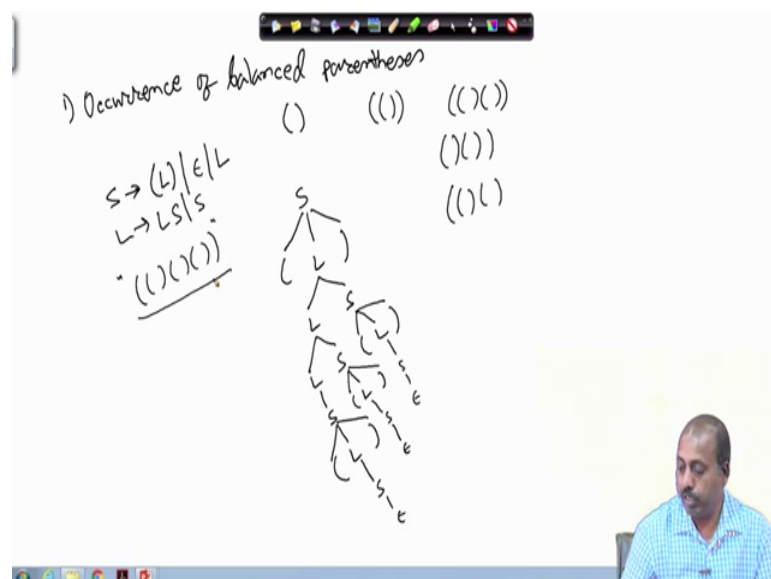 1) Occurrence of balanced parentheses
() (()) (()())
()(())
(()()
S → (L) | ε | L
L → LS | S
"(()()())"
S
( L )
L S
( L )
L S
S
( L )
ε
L
S
S
( L )
ε
S
ε